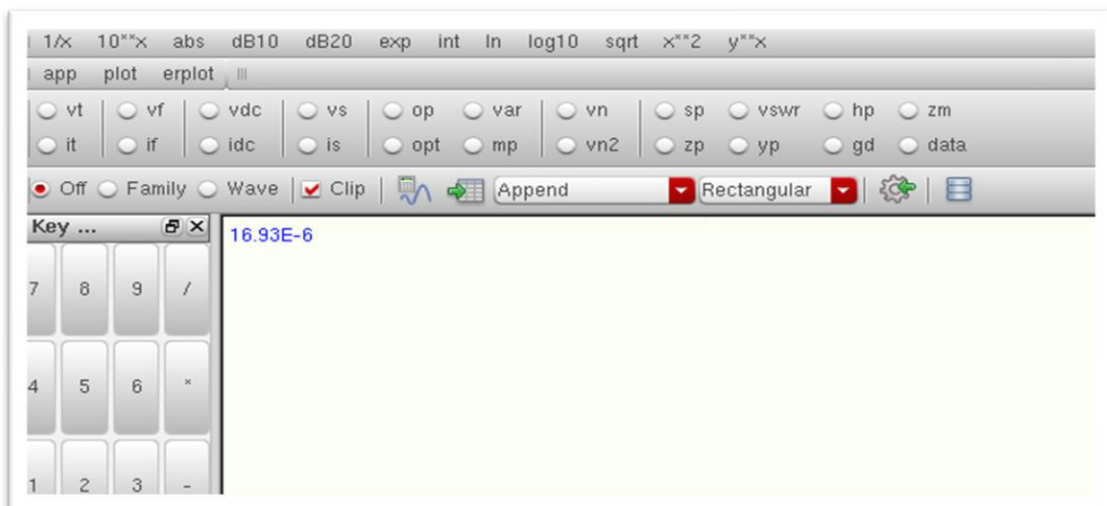 1/x 10**x abs dB10 dB20 exp int ln log10 sqrt x**2 y**x
app plot erplot
vt vf vdc vs op var vn sp vswr hp zm
it if idc is opt mp vn2 zp yp gd data
Off Family Wave Clip Append Rectangular
Key ...
16.93E-6
7 8 9 /
4 5 6 *
1 2 3 -